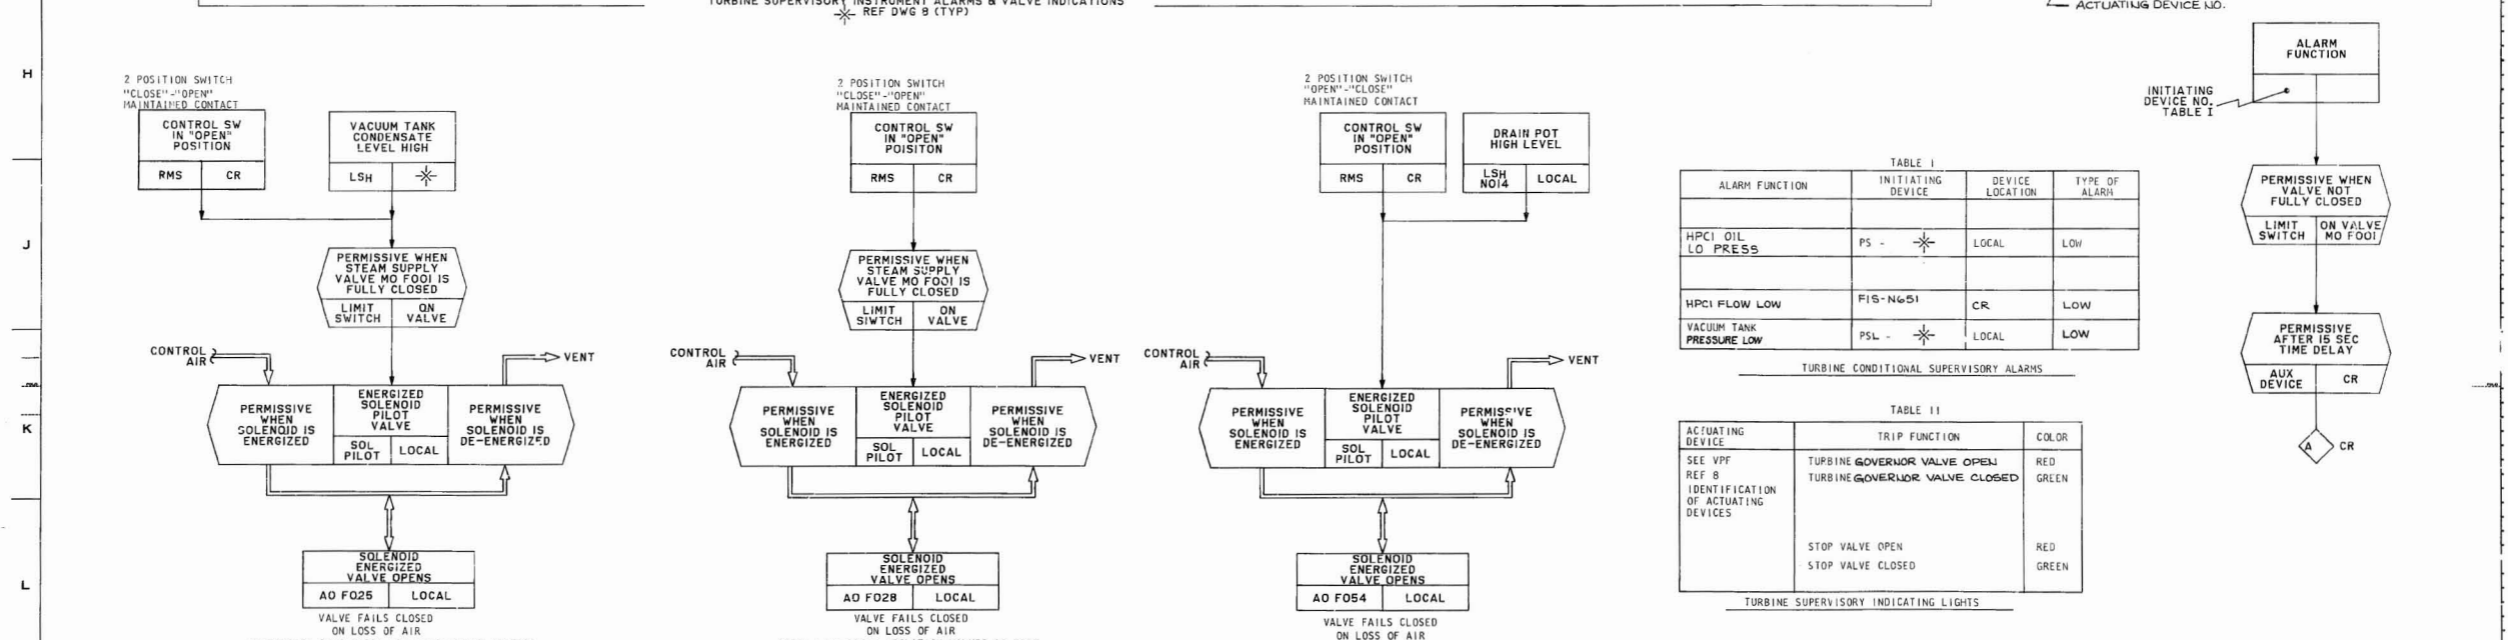 TURBINE SUPERVISORY INSTRUMENT ALARMS & VALVE INDICATIONS
REF DWG 8 (TYP)
ACTUATING DEVICE NO.
H
J
K
L
2 POSITION SWITCH
"CLOSE"-"OPEN"
MAINTAINED CONTACT
CONTROL SW
IN "OPEN"
POSITION
RMS CR
VACUUM TANK
CONDENSATE
LEVEL HIGH
LSH
PERMISSIVE WHEN
STEAM SUPPLY
VALVE MO F001 IS
FULLY CLOSED
LIMIT
SWITCH
ON
VALVE
CONTROL
AIR
VENT
PERMISSIVE
WHEN
SOLENOID IS
ENERGIZED
ENERGIZED
SOLENOID
PILOT
VALVE
SOL
PILOT
LOCAL
PERMISSIVE
WHEN
SOLENOID IS
DE-ENERGIZED
SOLENOID
ENERGIZED
VALVE OPENS
AO F025 LOCAL
VALVE FAILS CLOSED
ON LOSS OF AIR
2 POSITION SWITCH
"CLOSE"-"OPEN"
MAINTAINED CONTACT
CONTROL SW
IN "OPEN"
POISITON
RMS CR
PERMISSIVE WHEN
STEAM SUPPLY
VALVE MO F001 IS
FULLY CLOSED
LIMIT
SIWTCH
ON
VALVE
CONTROL
AIR
VENT
PERMISSIVE
WHEN
SOLENOID IS
ENERGIZED
ENERGIZED
SOLENOID
PILOT
VALVE
SOL
PILOT
LOCAL
PERMISSIVE
WHEN
SOLENOID IS
DE-ENERGIZED
SOLENOID
ENERGIZED
VALVE OPENS
AO F028 LOCAL
VALVE FAILS CLOSED
ON LOSS OF AIR
2 POSITION SWITCH
"OPEN"-"CLOSE"
MAINTAINED CONTACT
CONTROL SW
IN "OPEN"
POSITION
RMS CR
DRAIN POT
HIGH LEVEL
LSH
N014
LOCAL
CONTROL
AIR
VENT
PERMISSIVE
WHEN
SOLENOID IS
ENERGIZED
ENERGIZED
SOLENOID
PILOT
VALVE
SOL
PILOT
LOCAL
PERMISSIVE
WHEN
SOLENOID IS
DE-ENERGIZED
SOLENOID
ENERGIZED
VALVE OPENS
AO F054 LOCAL
VALVE FAILS CLOSED
ON LOSS OF AIR
TABLE I
ALARM FUNCTION
INITIATING
DEVICE
DEVICE
LOCATION
TYPE OF
ALARM
HPCI OIL
LO PRESS
PS - LOCAL LOW
HPCI FLOW LOW FIS-N651 CR LOW
VACUUM TANK
PRESSURE LOW
PSL - LOCAL LOW
TURBINE CONDITIONAL SUPERVISORY ALARMS
TABLE II
ACTUATING
DEVICE
TRIP FUNCTION COLOR
SEE VPF TURBINE GOVERNOR VALVE OPEN RED
REF 8 TURBINE GOVERNOR VALVE CLOSED GREEN
IDENTIFICATION
OF ACTUATING
DEVICES
STOP VALVE OPEN RED
STOP VALVE CLOSED GREEN
TURBINE SUPERVISORY INDICATING LIGHTS
ALARM
FUNCTION
INITIATING
DEVICE NO.
TABLE I
PERMISSIVE WHEN
VALVE NOT
FULLY CLOSED
LIMIT
SWITCH
ON VALVE
MO F001
PERMISSIVE
AFTER 15 SEC
TIME DELAY
AUX
DEVICE
CR
A CR